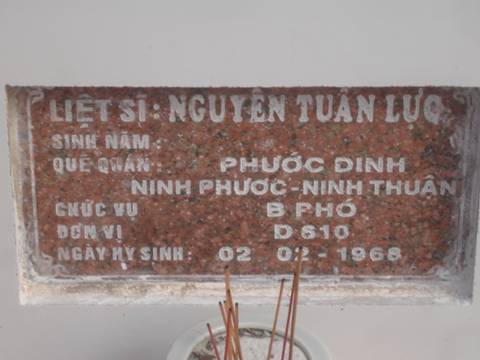 LIỆT SĨ: NGUYỄN TUẤN LƯƠ
SINH NĂM:
QUÊ QUÁN: PHƯỚC DINH
NINH PHƯỚC-NINH THUẬN
CHỨC VỤ B PHÓ
ĐƠN VỊ D 610
NGÀY HY SINH: 02 02 - 1968